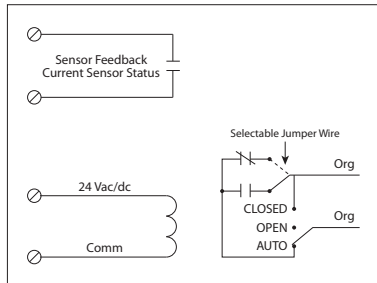 Sensor Feedback
Current Sensor Status
Selectable Jumper Wire
Org
24 Vac/dc
CLOSED
OPEN
Org
AUTO
Comm